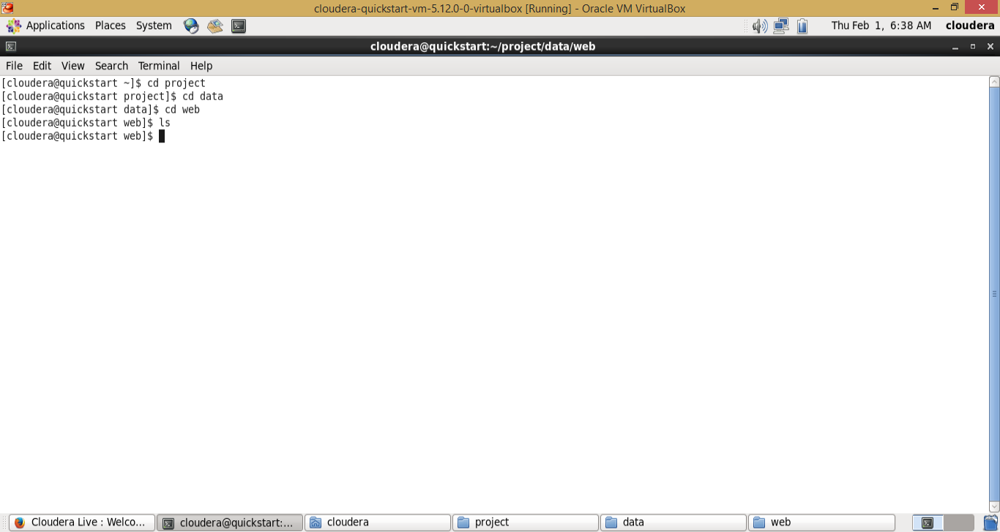 cloudera-quickstart-vm-5.12.0-0-virtualbox [Running] - Oracle VM VirtualBox
Applications Places System Thu Feb 1, 6:38 AM cloudera
cloudera@quickstart:~/project/data/web
File Edit View Search Terminal Help
[cloudera@quickstart ~]$ cd project
[cloudera@quickstart project]$ cd data
[cloudera@quickstart data]$ cd web
[cloudera@quickstart web]$ ls
[cloudera@quickstart web]$
Cloudera Live : Welco... cloudera@quickstart:... cloudera project data web